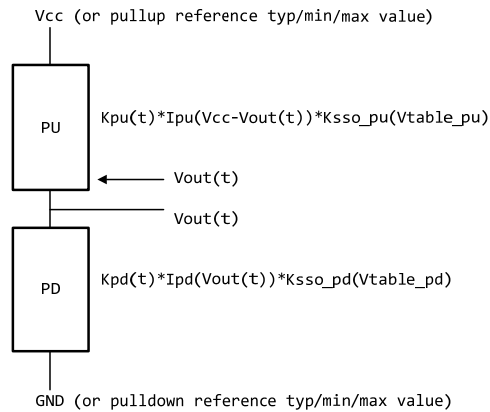 Vcc (or pullup reference typ/min/max value)
PU
Kpu(t)*Ipu(Vcc-Vout(t))*Ksso_pu(Vtable_pu)
Vout(t)
Vout(t)
PD
Kpd(t)*Ipd(Vout(t))*Ksso_pd(Vtable_pd)
GND (or pulldown reference typ/min/max value)